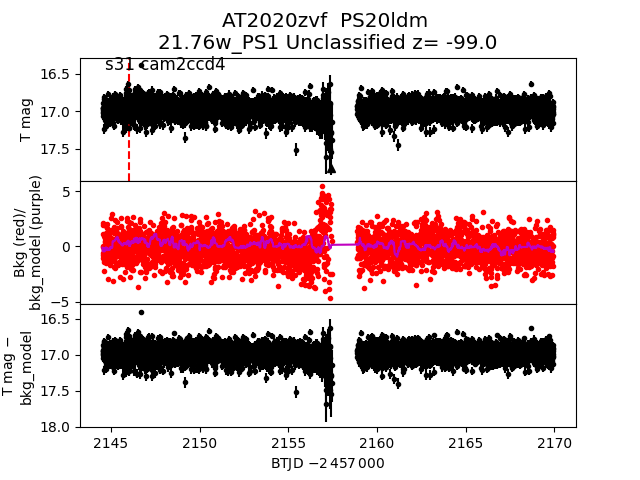 AT2020zvf  PS20ldm
21.76w_PS1 Unclassified z= -99.0
s31 cam2ccd4
16.5
17.0
17.5
T mag
5
0
−5
Bkg (red)/
bkg_model (purple)
16.5
17.0
17.5
18.0
T mag −
bkg_model
2145 2150 2155 2160 2165 2170
BTJD −2 457 000